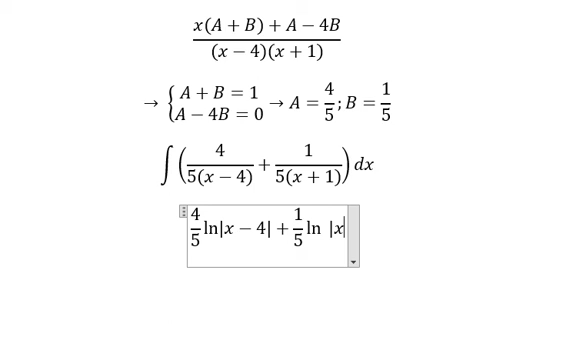 x(A + B) + A − 4B
(x − 4)(x + 1)
→ { A + B = 1 A − 4B = 0 → A = 4/5 ; B = 1/5
∫ ( 4/5(x − 4) + 1/5(x + 1) ) dx
4/5 ln|x − 4| + 1/5 ln |x